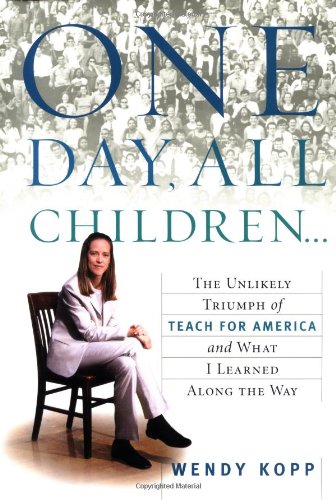 ONE
DAY, ALL
CHILDREN...
THE UNLIKELY
TRIUMPH of
TEACH FOR AMERICA
and WHAT
I LEARNED
ALONG THE WAY
WENDY KOPP